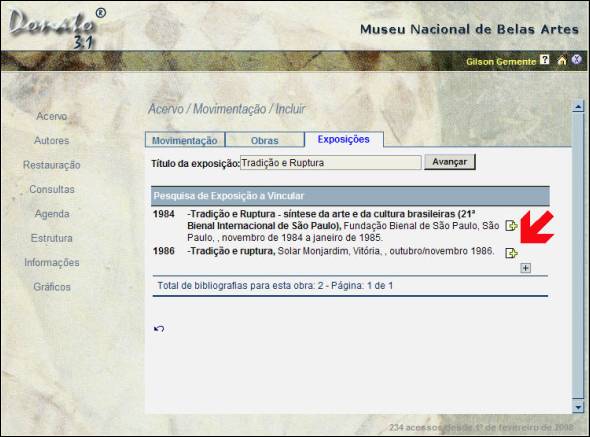 Donato ®
3.1
Museu Nacional de Belas Artes
Gilson Gemente ? X
Acervo / Movimentação / Incluir
Acervo
Autores
Restauração
Consultas
Agenda
Estrutura
Informações
Gráficos
Movimentação Obras Exposições
Título da exposição: Tradição e Ruptura Avançar
Pesquisa de Exposição a Vincular
1984 -Tradição e Ruptura - síntese da arte e da cultura brasileiras (21ª
Bienal Internacional de São Paulo), Fundação Bienal de São Paulo, São
Paulo, , novembro de 1984 a janeiro de 1985.
1986 -Tradição e ruptura, Solar Monjardim, Vitória, , outubro/novembro 1986.
+
Total de bibliografias para esta obra: 2 - Página: 1 de 1
234 acessos desde 1º de fevereiro de 2008